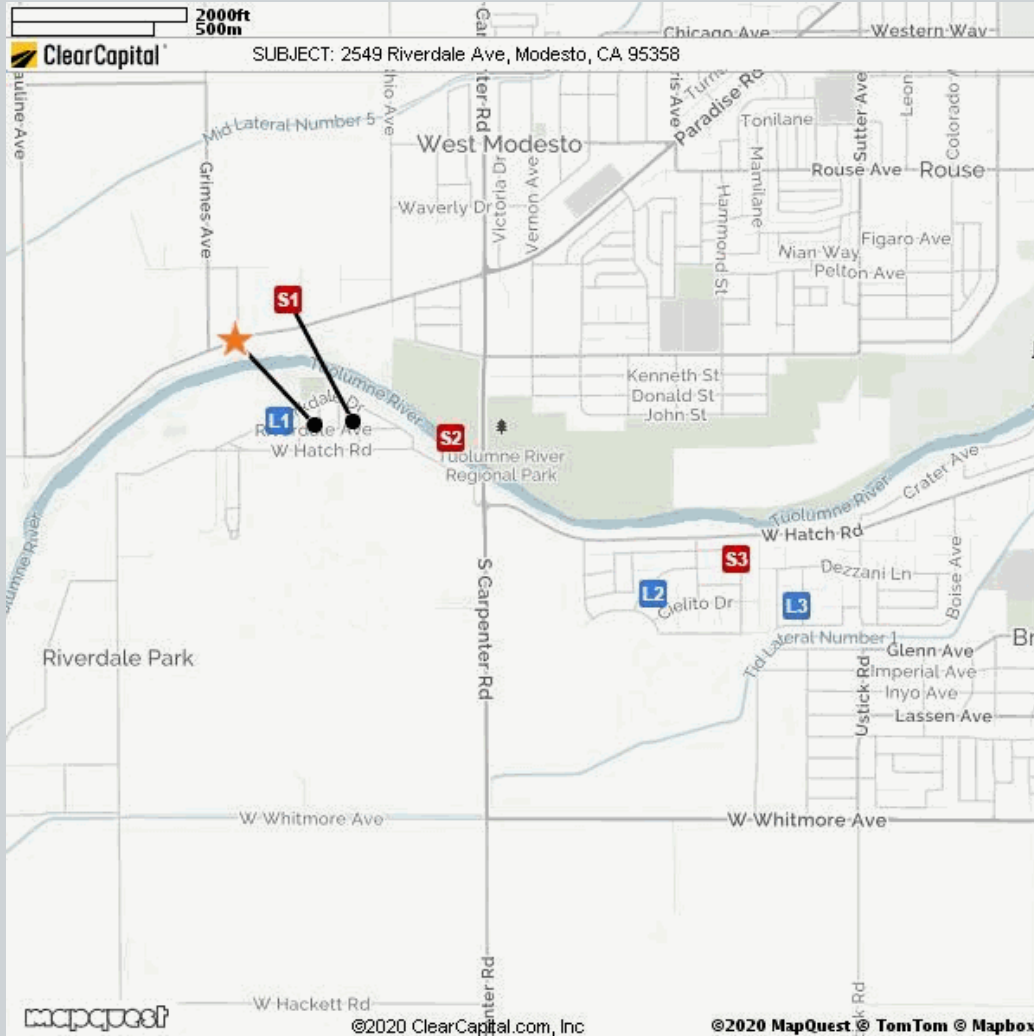 2000ft
500m
Chicago Ave
Western Way
ClearCapital
SUBJECT: 2549 Riverdale Ave, Modesto, CA 95358
Mid Lateral Number 5
Grimes Ave
West Modesto
Paradise Rd
Tonilane
Sutter Ave
Leon
Colorado
Rouse Ave
Rouse
Waverly Dr
Victoria Dr
Vernon Ave
Hammond St
Mamilane
Figaro Ave
Nian Way
Pelton Ave
S1
Tuolumne River
Kenneth St
Donald St
John St
L1
Riverdale Ave
W Hatch Rd
S2
Tuolumne River
Regional Park
Crater Ave
Tuolumne River
W Hatch Rd
S3
Dezzani Ln
Boise Ave
L2
Cielito Dr
L3
S Carpenter Rd
Tid Lateral Number 1
Glenn Ave
Imperial Ave
Inyo Ave
Lassen Ave
Ustick Rd
Riverdale Park
W Whitmore Ave
W Whitmore Ave
W Hackett Rd
mapquest
©2020 ClearCapital.com, Inc
©2020 MapQuest © TomTom © Mapbox